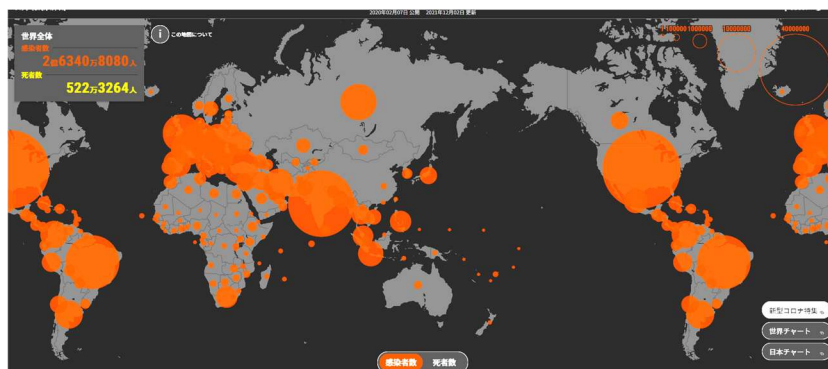 2020年02月07日 公開 2021年12月02日 更新
世界全体
感染者数
2億6340万8080人
死者数
522万3264人
この地図について
1000000
10000000
40000000
新型コロナ特集
世界チャート
日本チャート
感染者数 死者数